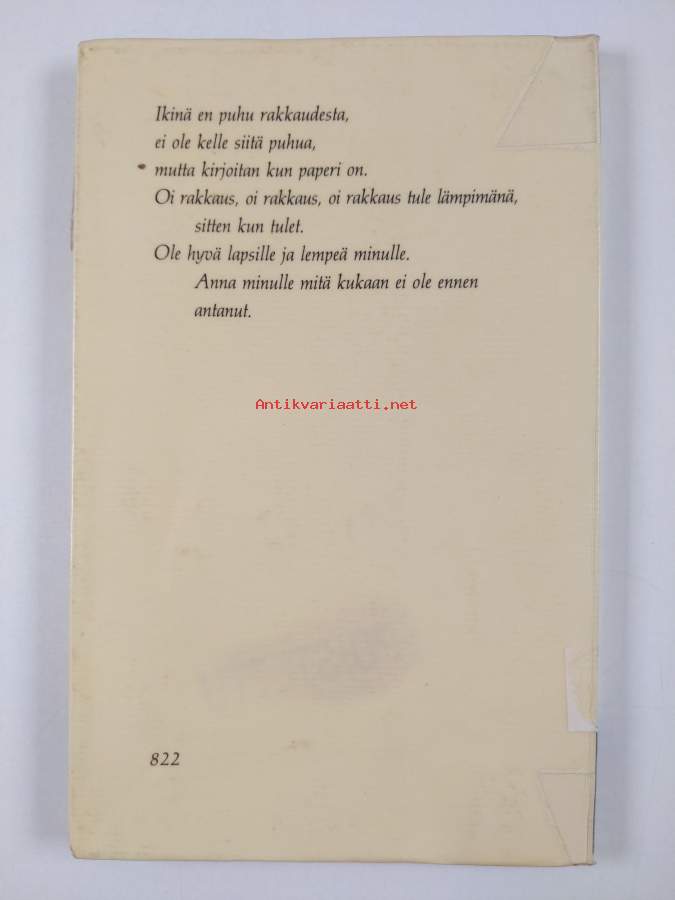 Ikinä en puhu rakkaudesta,
ei ole kelle siitä puhua,
mutta kirjoitan kun paperi on.
Oi rakkaus, oi rakkaus, oi rakkaus tule lämpimänä,
sitten kun tulet.
Ole hyvä lapsille ja lempeä minulle.
Anna minulle mitä kukaan ei ole ennen
antanut.
Antikvariaatti.net
822